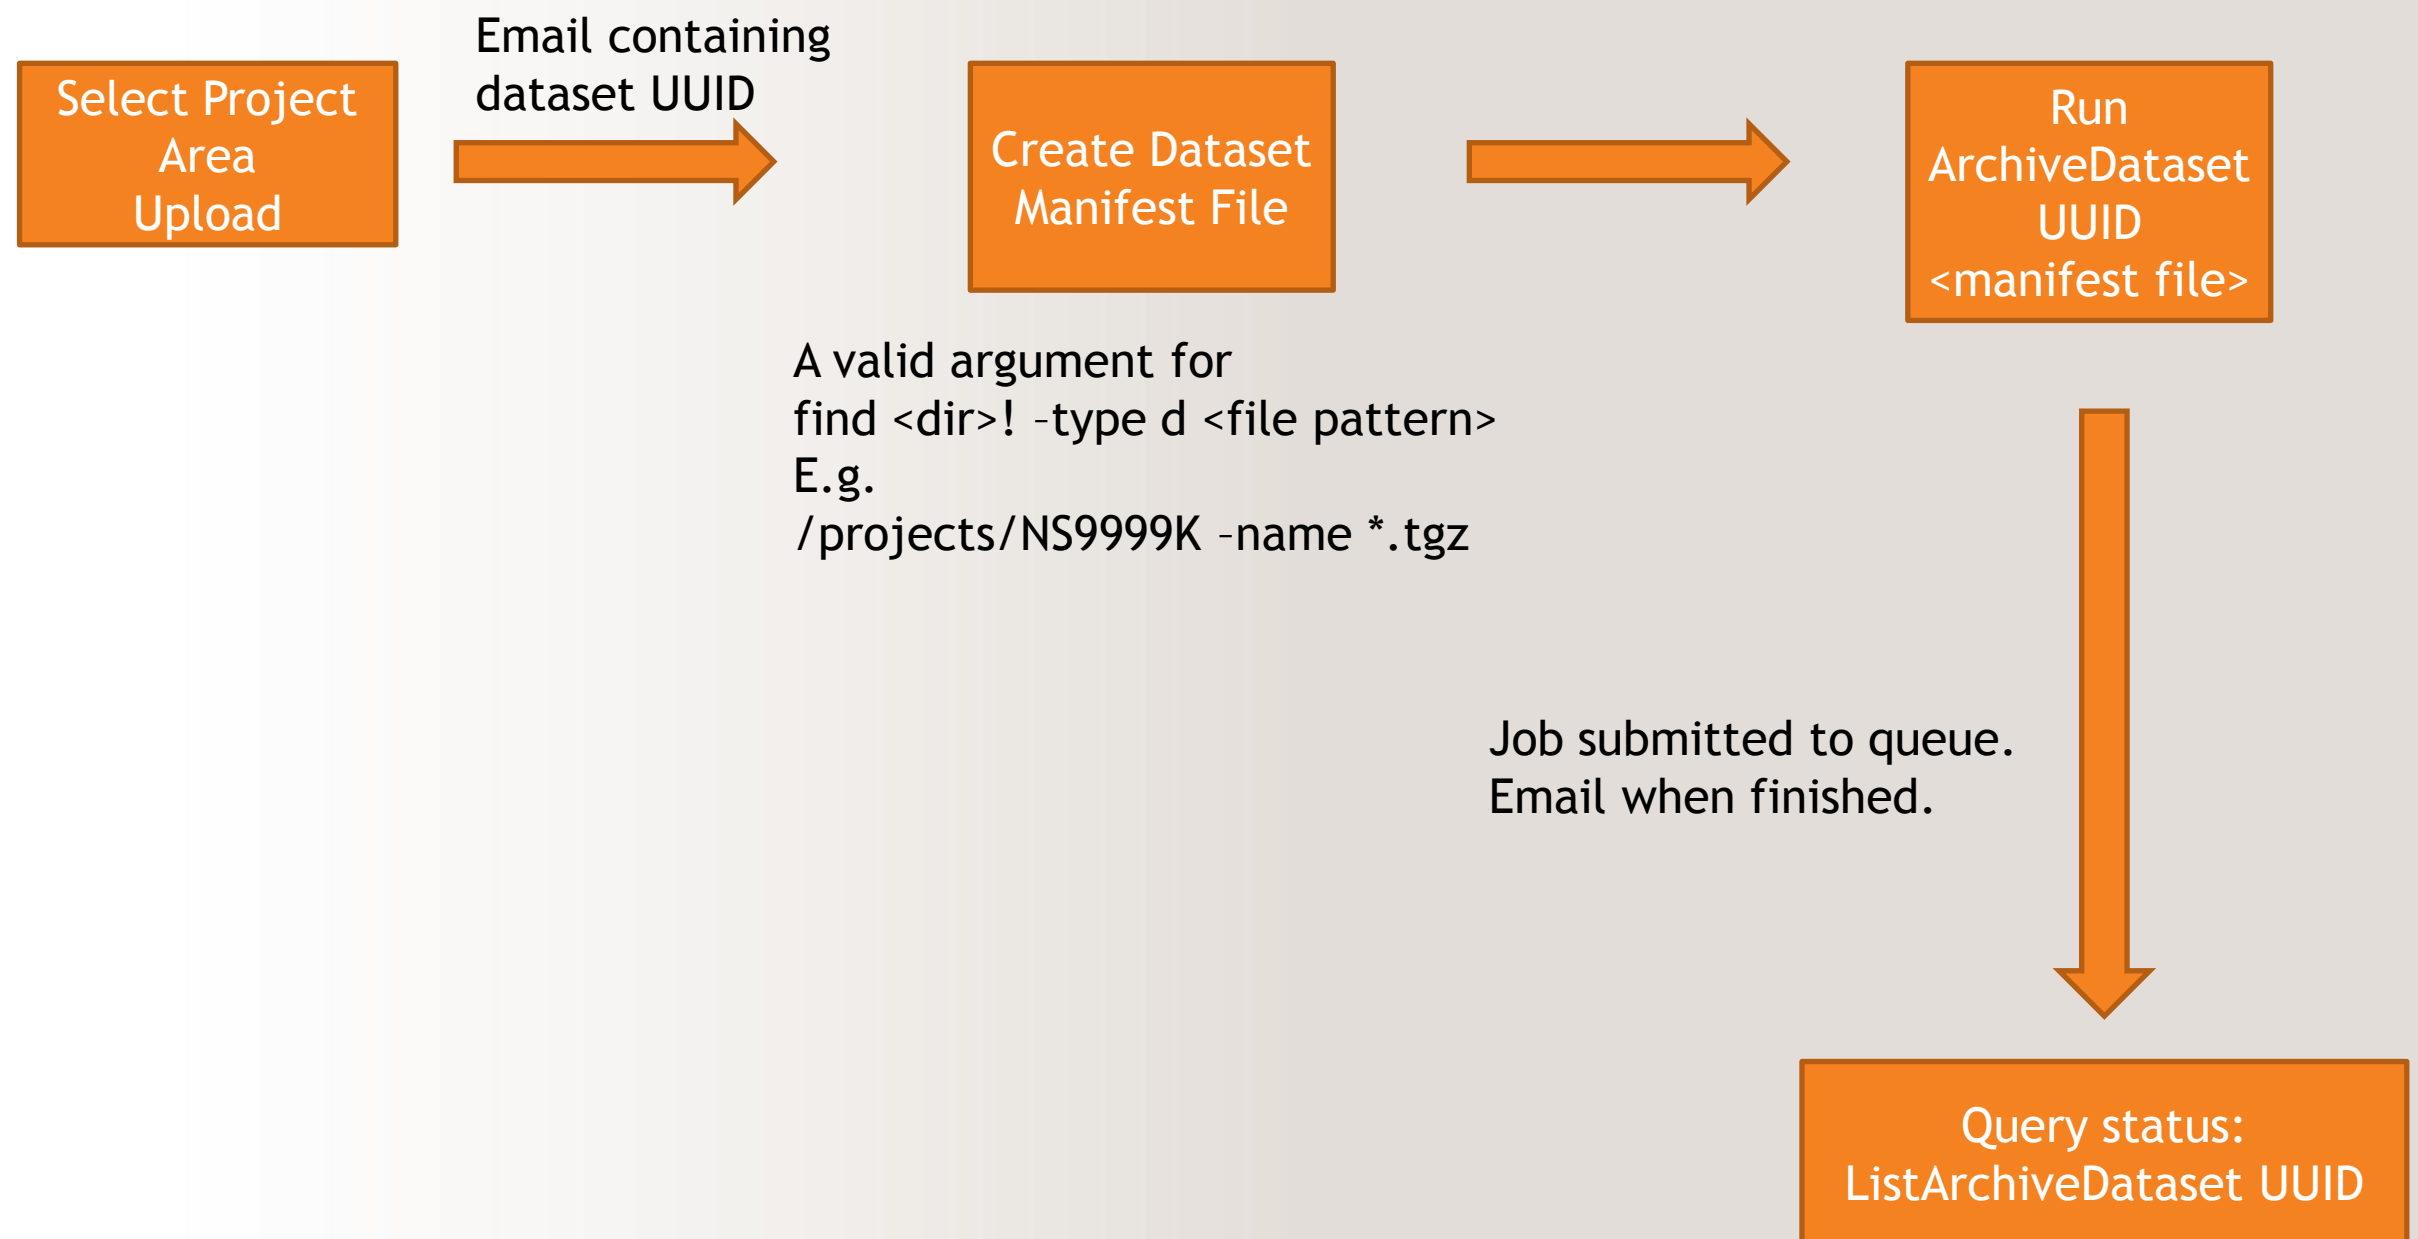 Select Project
Area
Upload
Email containing
dataset UUID
Create Dataset
Manifest File
A valid argument for
find <dir>! –type d <file pattern>
E.g.
/projects/NS9999K –name *.tgz
Run
ArchiveDataset
UUID
<manifest file>
Job submitted to queue.
Email when finished.
Query status:
ListArchiveDataset UUID